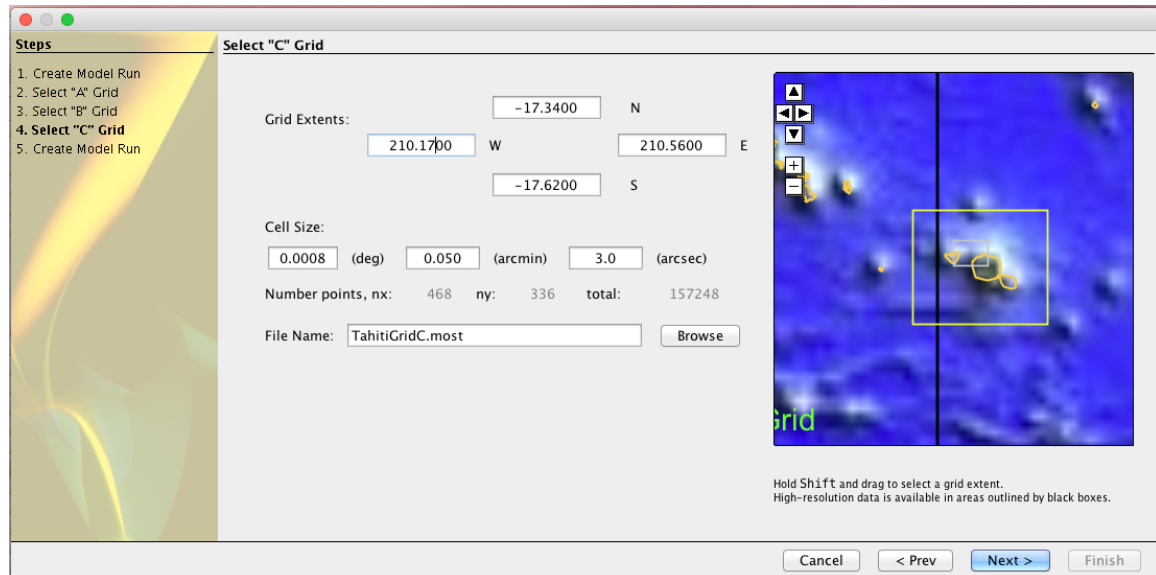 Steps
1. Create Model Run
2. Select "A" Grid
3. Select "B" Grid
4. Select "C" Grid
5. Create Model Run
Select "C" Grid
Grid Extents:
-17.3400 N
210.1700 W 210.5600 E
-17.6200 S
Cell Size:
0.0008 (deg) 0.050 (arcmin) 3.0 (arcsec)
Number points, nx: 468 ny: 336 total: 157248
File Name: TahitiGridC.most Browse
+
−
Grid
Hold Shift and drag to select a grid extent.
High-resolution data is available in areas outlined by black boxes.
Cancel < Prev Next > Finish